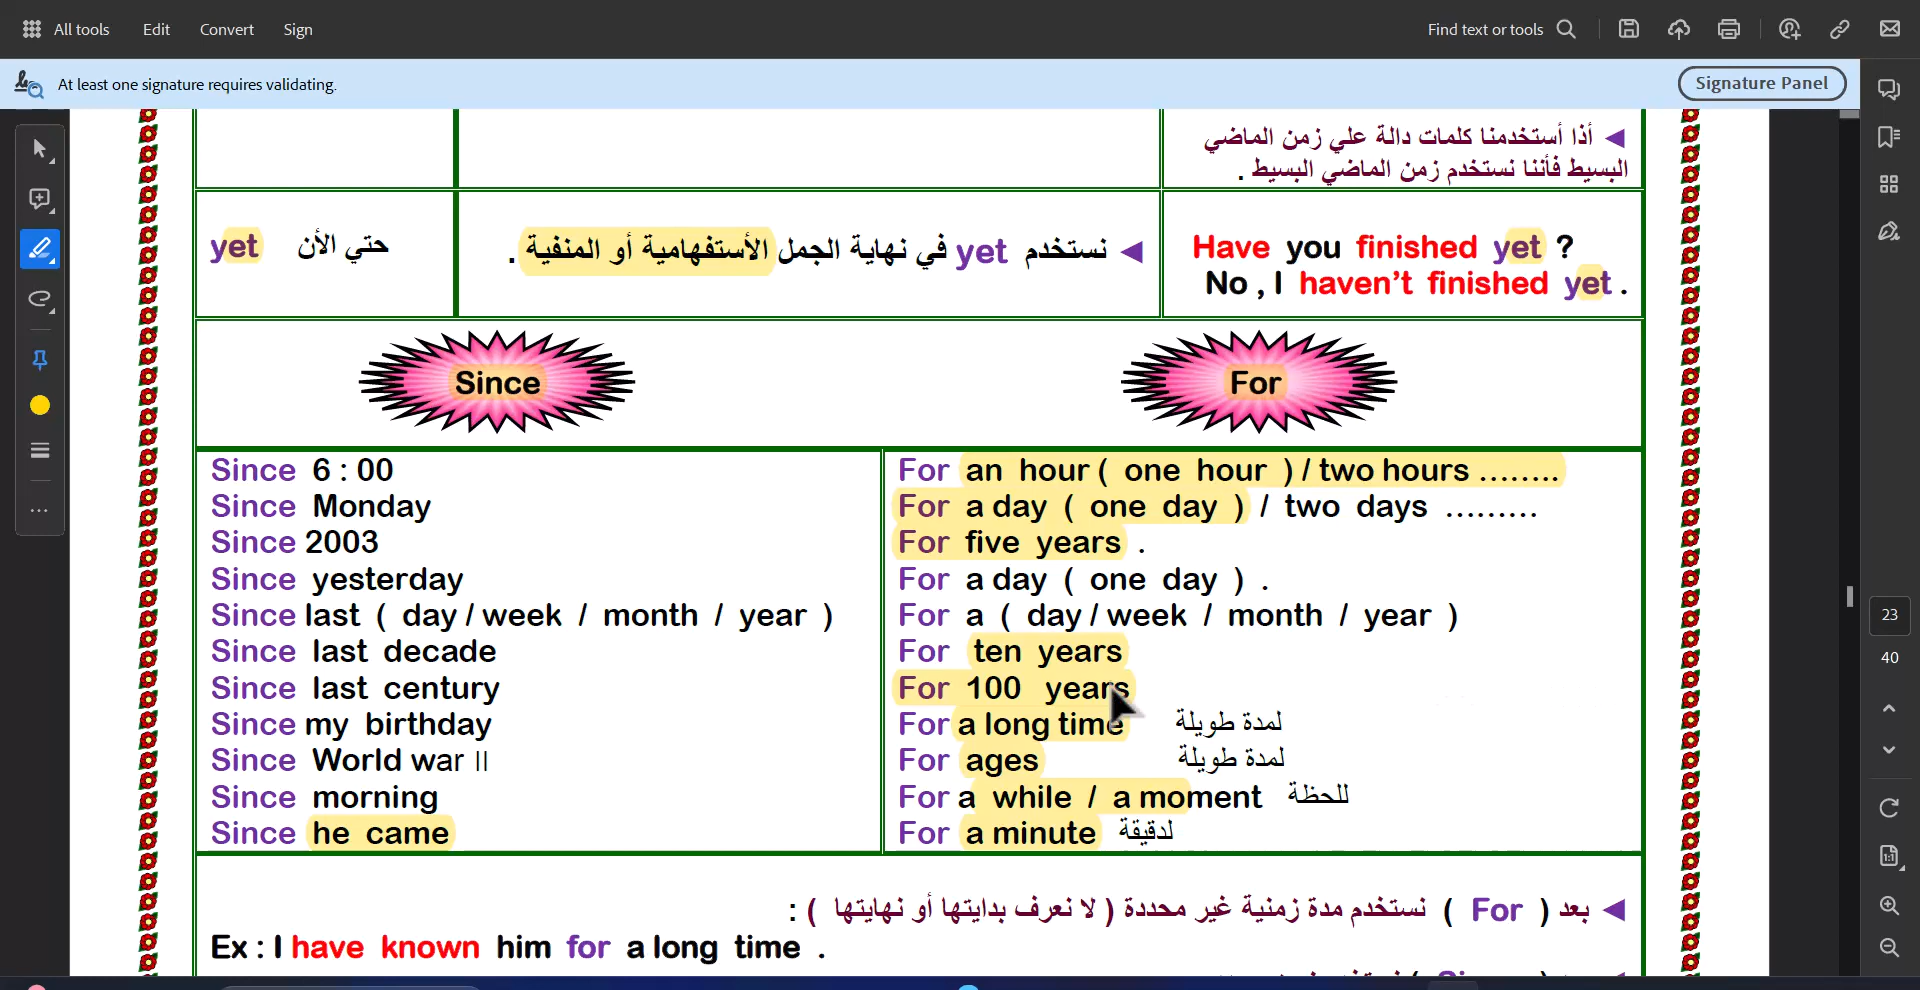 All tools Edit Convert Sign Find text or tools
At least one signature requires validating. Signature Panel
أذا أستخدمنا كلمات دالة علي زمن الماضي
البسيط فأننا نستخدم زمن الماضي البسيط .
yet حتي الأن
نستخدم yet في نهاية الجمل الأستفهامية أو المنفية .
Have you finished yet ?
No , I haven't finished yet .
Since
For
Since 6 : 00
Since Monday
Since 2003
Since yesterday
Since last ( day / week / month / year )
Since last decade
Since last century
Since my birthday
Since World war II
Since morning
Since he came
For an hour ( one hour ) / two hours ........
For a day ( one day ) / two days .........
For five years .
For a day ( one day ) .
For a ( day / week / month / year )
For ten years
For 100 years
For a long time لمدة طويلة
For ages لمدة طويلة
For a while / a moment للحظة
For a minute لدقيقة
بعد ( For ) نستخدم مدة زمنية غير محددة ( لا نعرف بدايتها أو نهايتها ) :
Ex : I have known him for a long time .
23
40